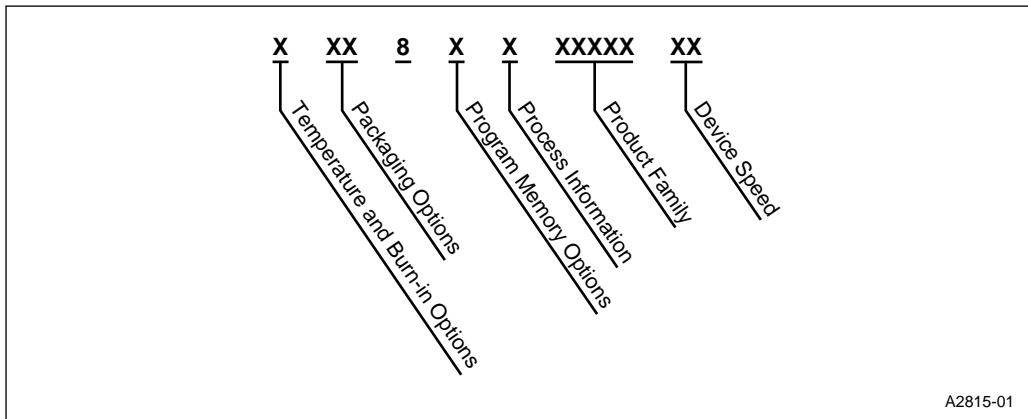 X XX 8 X X XXXXX XX
Temperature and Burn-in Options
Packaging Options
Program Memory Options
Process Information
Product Family
Device Speed
A2815-01